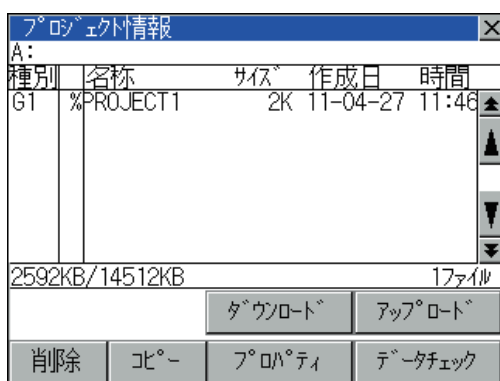 ﾌﾟﾛｼﾞｪｸﾄ情報 ×
A:
種別 名称 ｻｲｽﾞ 作成日 時間
G1 %PROJECT1 2K 11-04-27 11:46
2592KB/14512KB 1ﾌｧｲﾙ
ﾀﾞｳﾝﾛｰﾄﾞ ｱｯﾌﾟﾛｰﾄﾞ
削除 ｺﾋﾟｰ ﾌﾟﾛﾊﾟﾃｨ ﾃﾞｰﾀﾁｪｯｸ